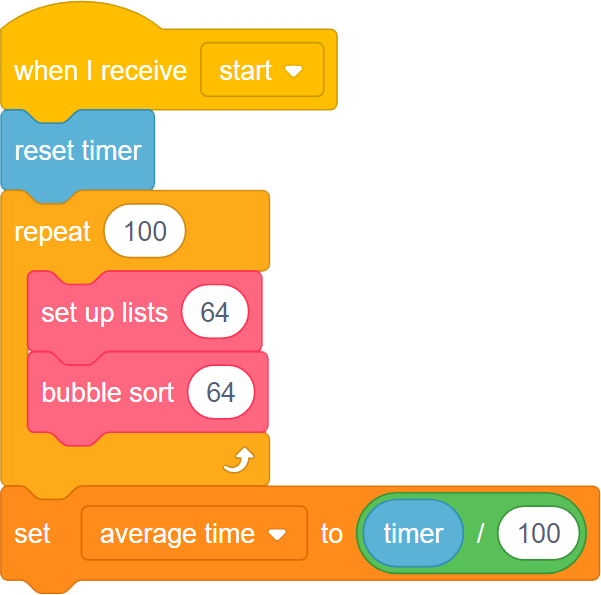 when I receive start
reset timer
repeat 100
set up lists 64
bubble sort 64
set average time to timer / 100